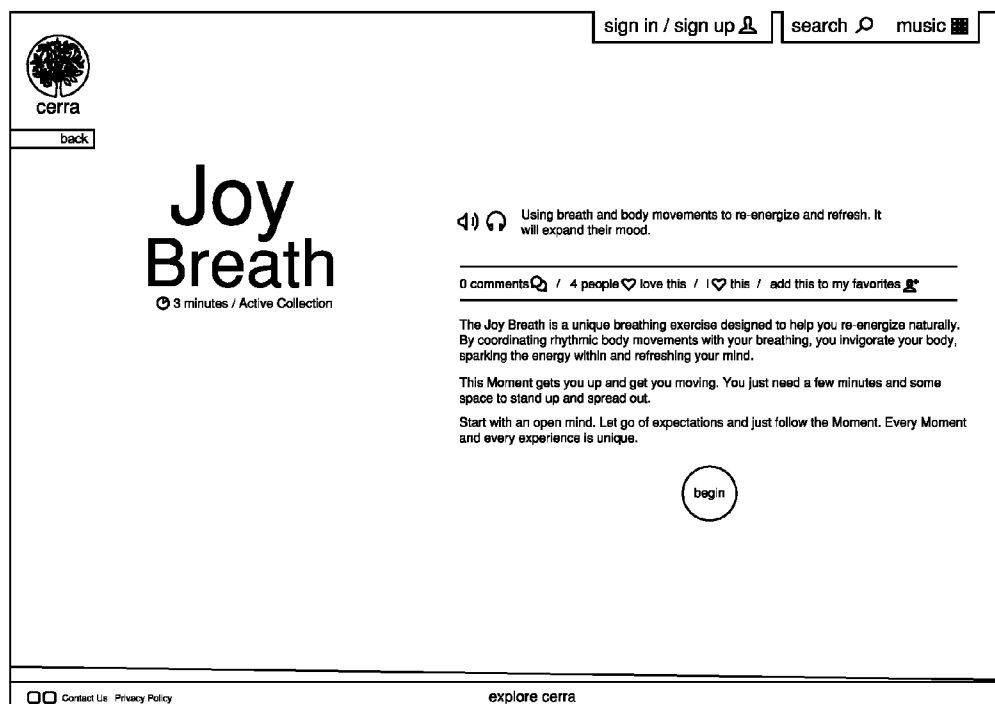 sign in / sign up
search
music
cerra
back
Joy
Breath
3 minutes / Active Collection
Using breath and body movements to re-energize and refresh. It
will expand their mood.
0 comments / 4 people love this / I this / add this to my favorites
The Joy Breath is a unique breathing exercise designed to help you re-energize naturally.
By coordinating rhythmic body movements with your breathing, you invigorate your body,
sparking the energy within and refreshing your mind.
This Moment gets you up and get you moving. You just need a few minutes and some
space to stand up and spread out.
Start with an open mind. Let go of expectations and just follow the Moment. Every Moment
and every experience is unique.
begin
Contact Us Privacy Policy
explore cerra